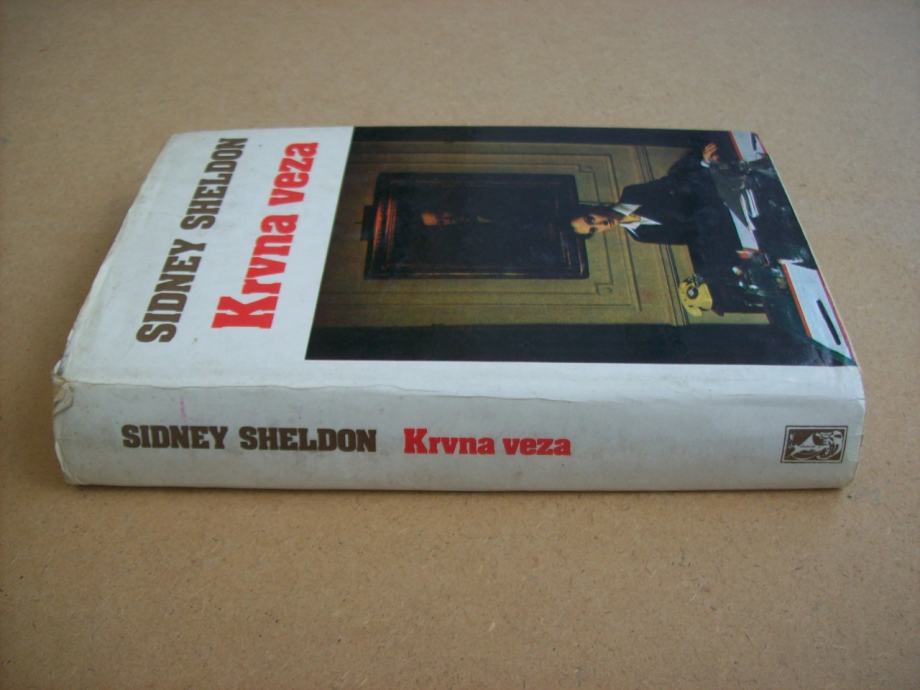 SIDNEY SHELDON
Krvna veza
SIDNEY SHELDON Krvna veza